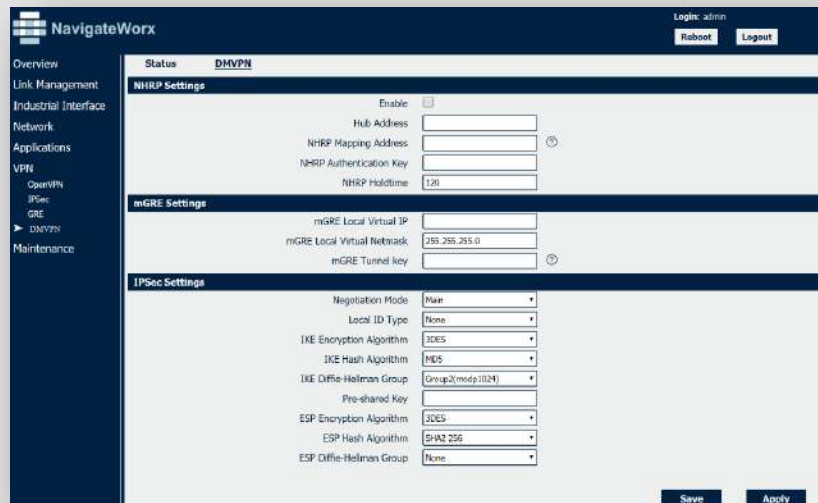 NavigateWorx
Login: admin
Reboot Logout
Overview
Link Management
Industrial Interface
Network
Applications
VPN
OpenVPN
IPSec
GRE
DMVPN
Maintenance
Status DMVPN
NHRP Settings
Enable
Hub Address
NHRP Mapping Address
NHRP Authentication Key
NHRP Holdtime 120
mGRE Settings
mGRE Local Virtual IP
mGRE Local Virtual Netmask 255.255.255.0
mGRE Tunnel key
IPSec Settings
Negotiation Mode Main
Local ID Type None
IKE Encryption Algorithm 3DES
IKE Hash Algorithm MD5
IKE Diffie-Hellman Group Group2(modp1024)
Pre-shared Key
ESP Encryption Algorithm 3DES
ESP Hash Algorithm SHA2 256
ESP Diffie-Hellman Group None
Save Apply